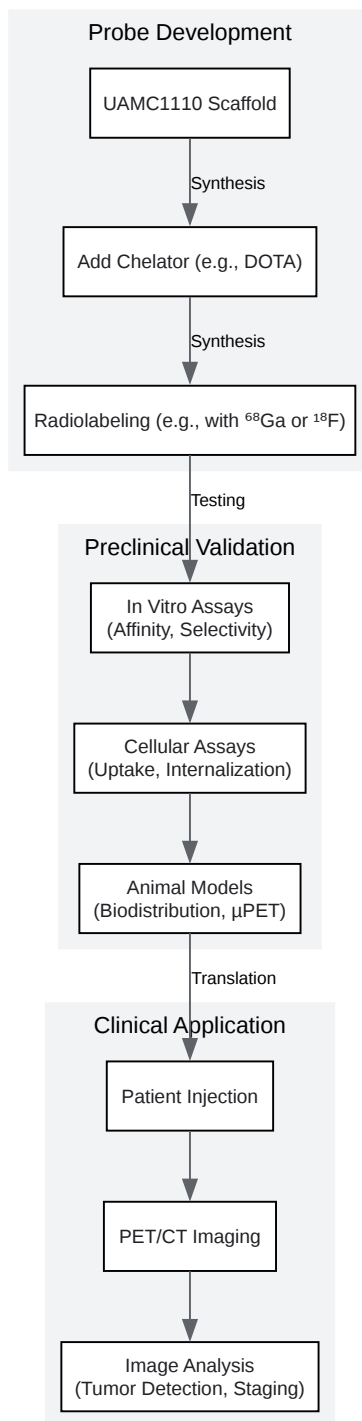 Probe Development
UAMC1110 Scaffold
Synthesis
Add Chelator (e.g., DOTA)
Synthesis
Radiolabeling (e.g., with ⁶⁸Ga or ¹⁸F)
Testing
Preclinical Validation
In Vitro Assays
(Affinity, Selectivity)
Cellular Assays
(Uptake, Internalization)
Animal Models
(Biodistribution, µPET)
Translation
Clinical Application
Patient Injection
PET/CT Imaging
Image Analysis
(Tumor Detection, Staging)